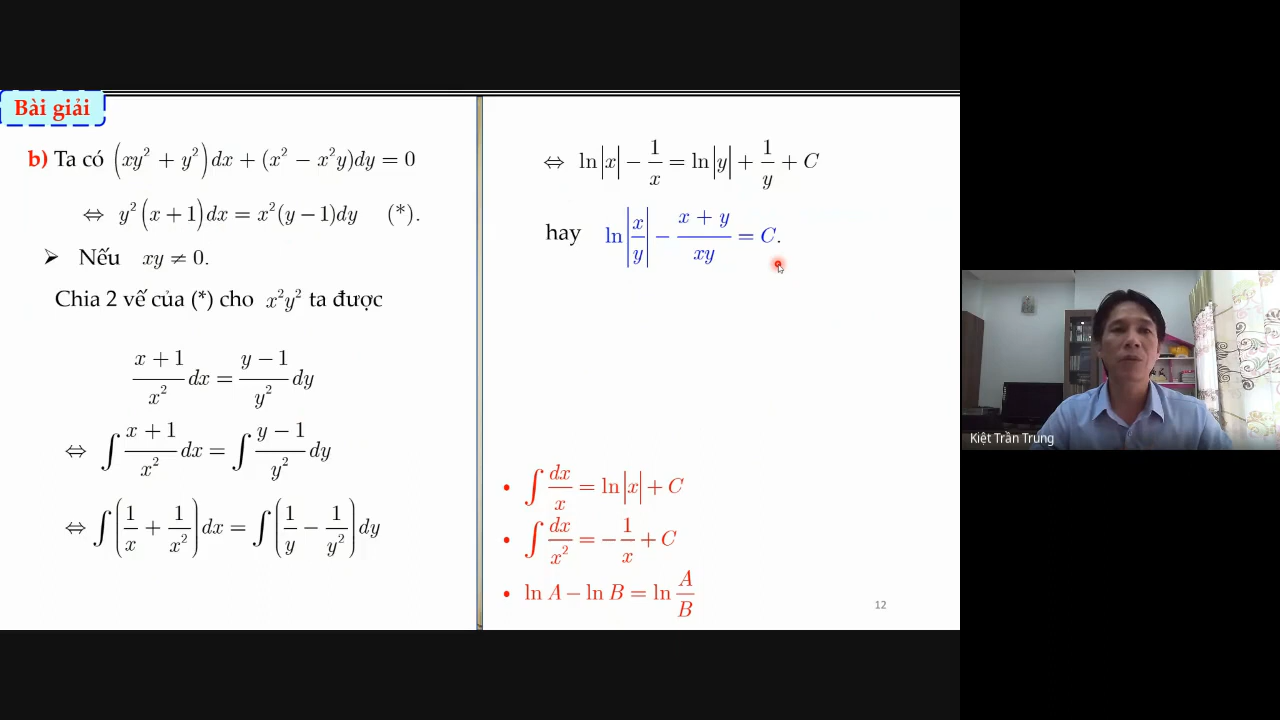 Bài giải
b) Ta có (xy² + y²)dx + (x² − x²y)dy = 0
⇔ y²(x + 1)dx = x²(y − 1)dy (*).
➢ Nếu xy ≠ 0.
Chia 2 vế của (*) cho x²y² ta được
(x + 1)/x² dx = (y − 1)/y² dy
⇔ ∫ (x + 1)/x² dx = ∫ (y − 1)/y² dy
⇔ ∫ (1/x + 1/x²) dx = ∫ (1/y − 1/y²) dy
⇔ ln|x| − 1/x = ln|y| + 1/y + C
hay ln|x/y| − (x + y)/xy = C.
• ∫ dx/x = ln|x| + C
• ∫ dx/x² = −1/x + C
• ln A − ln B = ln A/B
12
Kiệt Trần Trung